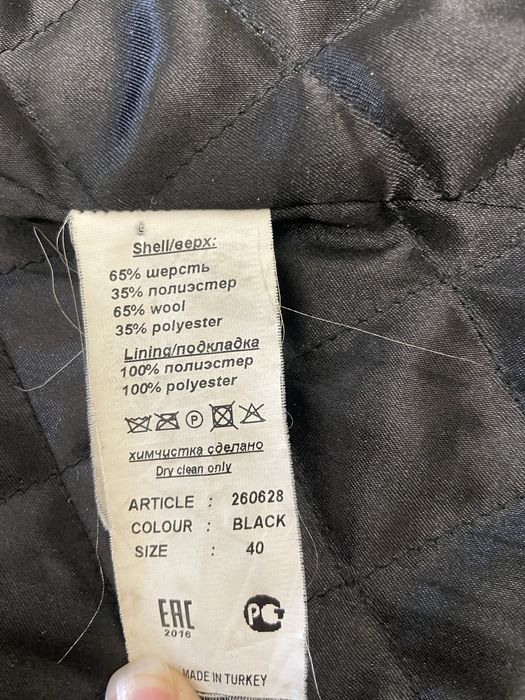 Shell/верх:
65% шерсть
35% полиэстер
65% wool
35% polyester
Lining/подкладка
100% полиэстер
100% polyester
P
химчистка сделано
Dry clean only
ARTICLE : 260628
COLOUR : BLACK
SIZE : 40
EAC
2016
РСТ
MADE IN TURKEY